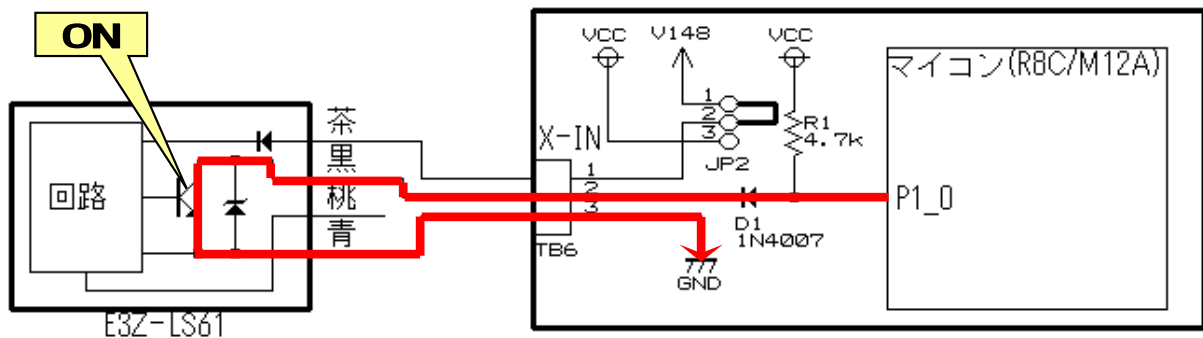 ON
VCC
V148
VCC
マイコン(R8C/M12A)
茶
黒
桃
青
X-IN
1
2
3
JP2
R1
4.7k
回路
1
2
3
P1_0
D1
1N4007
TB6
GND
E3Z-LS61